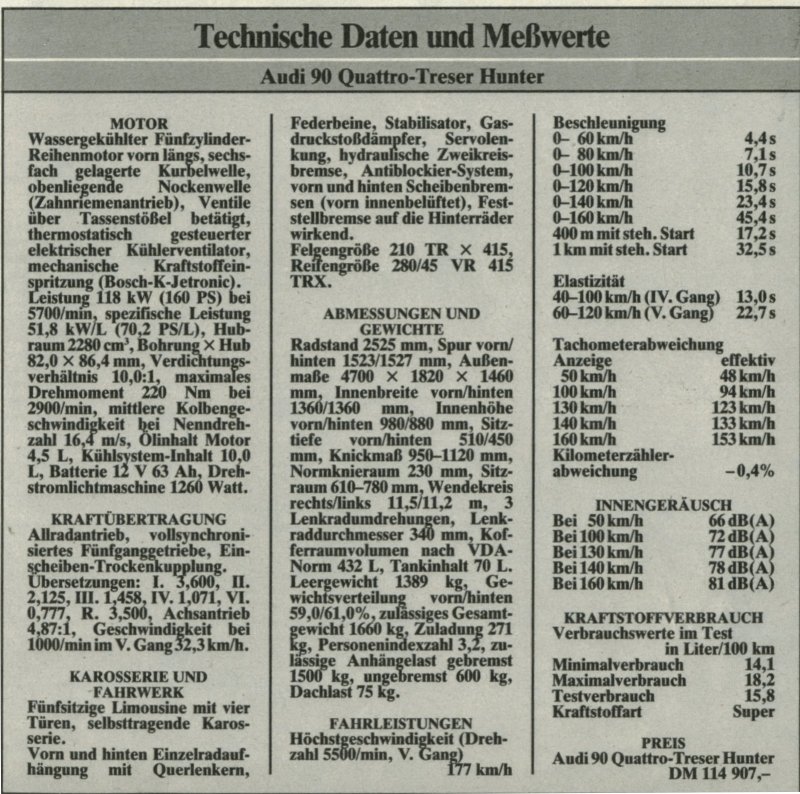 Technische Daten und Meßwerte
Audi 90 Quattro-Treser Hunter
MOTOR
Wassergekühlter Fünfzylinder-
Reihenmotor vorn längs, sechs-
fach gelagerte Kurbelwelle,
obenliegende Nockenwelle
(Zahnriemenantrieb), Ventile
über Tassenstößel betätigt,
thermostatisch gesteuerter
elektrischer Kühlerventilator,
mechanische Kraftstoffein-
spritzung (Bosch-K-Jetronic).
Leistung 118 kW (160 PS) bei
5700/min, spezifische Leistung
51,8 kW/L (70,2 PS/L), Hub-
raum 2280 cm³, Bohrung × Hub
82,0 × 86,4 mm, Verdichtungs-
verhältnis 10,0:1, maximales
Drehmoment 220 Nm bei
2900/min, mittlere Kolbenge-
schwindigkeit bei Nenndreh-
zahl 16,4 m/s, Ölinhalt Motor
4,5 L, Kühlsystem-Inhalt 10,0
L, Batterie 12 V 63 Ah, Dreh-
stromlichtmaschine 1260 Watt.
KRAFTÜBERTRAGUNG
Allradantrieb, vollsynchroni-
siertes Fünfganggetriebe, Ein-
scheiben-Trockenkupplung.
Übersetzungen: I. 3,600, II.
2,125, III. 1,458, IV. 1,071, VI.
0,777, R. 3,500, Achsantrieb
4,87:1, Geschwindigkeit bei
1000/min im V. Gang 32,3 km/h.
KAROSSERIE UND
FAHRWERK
Fünfsitzige Limousine mit vier
Türen, selbsttragende Karos-
serie.
Vorn und hinten Einzelradauf-
hängung mit Querlenkern,
Federbeine, Stabilisator, Gas-
druckstoßdämpfer, Servolen-
kung, hydraulische Zweikreis-
bremse, Antiblockier-System,
vorn und hinten Scheibenbrem-
sen (vorn innenbelüftet), Fest-
stellbremse auf die Hinterräder
wirkend.
Felgengröße 210 TR × 415,
Reifengröße 280/45 VR 415
TRX.
ABMESSUNGEN UND
GEWICHTE
Radstand 2525 mm, Spur vorn/
hinten 1523/1527 mm, Außen-
maße 4700 × 1820 × 1460
mm, Innenbreite vorn/hinten
1360/1360 mm, Innenhöhe
vorn/hinten 980/880 mm, Sitz-
tiefe vorn/hinten 510/450
mm, Knickmaß 950–1120 mm,
Normknieraum 230 mm, Sitz-
raum 610–780 mm, Wendekreis
rechts/links 11,5/11,2 m, 3
Lenkradumdrehungen, Lenk-
raddurchmesser 340 mm, Kof-
ferraumvolumen nach VDA-
Norm 432 L, Tankinhalt 70 L.
Leergewicht 1389 kg, Ge-
wichtsverteilung vorn/hinten
59,0/61,0%, zulässiges Gesamt-
gewicht 1660 kg, Zuladung 271
kg, Personenindexzahl 3,2, zu-
lässige Anhängelast gebremst
1500 kg, ungebremst 600 kg,
Dachlast 75 kg.
FAHRLEISTUNGEN
Höchstgeschwindigkeit (Dreh-
zahl 5500/min, V. Gang)
177 km/h
Beschleunigung
0– 60 km/h 4,4 s
0– 80 km/h 7,1 s
0–100 km/h 10,7 s
0–120 km/h 15,8 s
0–140 km/h 23,4 s
0–160 km/h 45,4 s
400 m mit steh. Start 17,2 s
1 km mit steh. Start 32,5 s
Elastizität
40–100 km/h (IV. Gang) 13,0 s
60–120 km/h (V. Gang) 22,7 s
Tachometerabweichung
Anzeige effektiv
50 km/h 48 km/h
100 km/h 94 km/h
130 km/h 123 km/h
140 km/h 133 km/h
160 km/h 153 km/h
Kilometerzähler-
abweichung –0,4%
INNENGERÄUSCH
Bei 50 km/h 66 dB(A)
Bei 100 km/h 72 dB(A)
Bei 130 km/h 77 dB(A)
Bei 140 km/h 78 dB(A)
Bei 160 km/h 81 dB(A)
KRAFTSTOFFVERBRAUCH
Verbrauchswerte im Test
in Liter/100 km
Minimalverbrauch 14,1
Maximalverbrauch 18,2
Testverbrauch 15,8
Kraftstoffart Super
PREIS
Audi 90 Quattro-Treser Hunter
DM 114 907,–